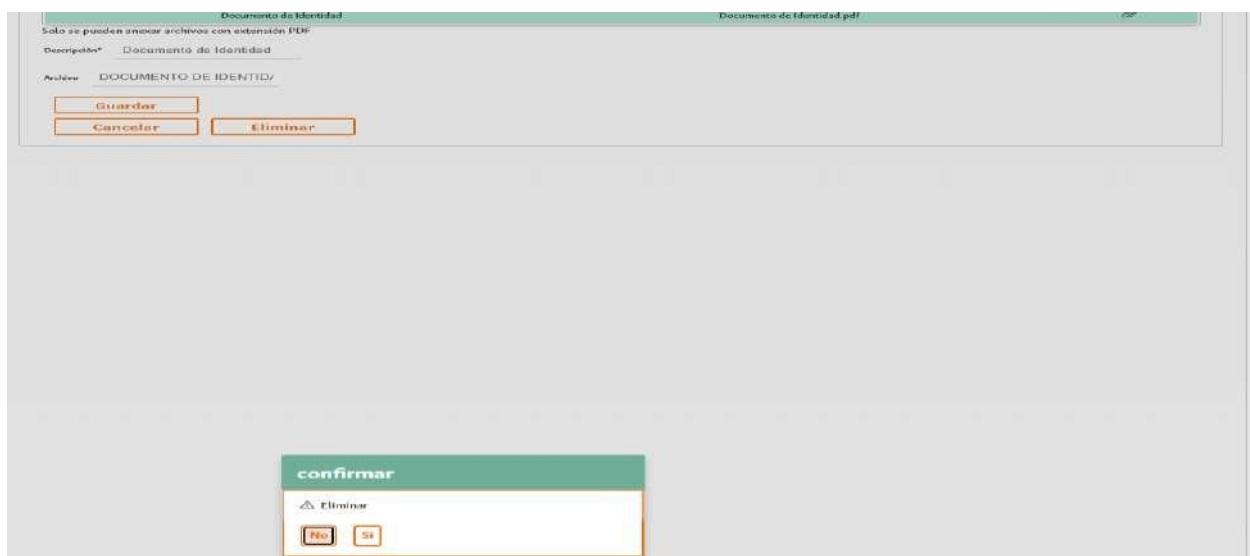 Documento de Identidad Documento de Identidad.pdf
Solo se pueden anexar archivos con extensión PDF
Descripción* Documento de Identidad
Archivo DOCUMENTO DE IDENTID/
Guardar
Cancelar Eliminar
confirmar
Eliminar
No Si